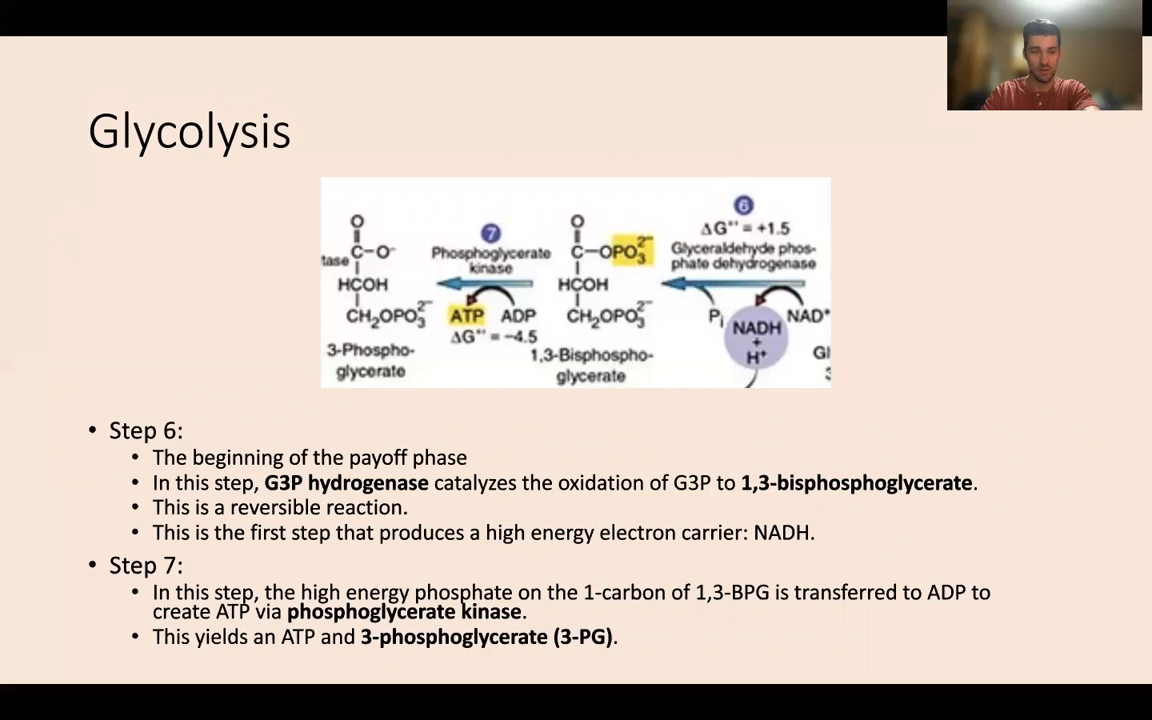 Glycolysis
6
ΔG°' = +1.5
7
Glyceraldehyde phos-
phate dehydrogenase
Phosphoglycerate
kinase
O
C-O⁻
tase
HCOH
CH₂OPO₃²⁻
3-Phospho-
glycerate
ATP ADP
ΔG°' = -4.5
O
C-OPO₃²⁻
HCOH
CH₂OPO₃²⁻
1,3-Bisphospho-
glycerate
Pi
NADH
+
H⁺
NAD⁺
Gl
• Step 6:
• The beginning of the payoff phase
• In this step, G3P hydrogenase catalyzes the oxidation of G3P to 1,3-bisphosphoglycerate.
• This is a reversible reaction.
• This is the first step that produces a high energy electron carrier: NADH.
• Step 7:
• In this step, the high energy phosphate on the 1-carbon of 1,3-BPG is transferred to ADP to
create ATP via phosphoglycerate kinase.
• This yields an ATP and 3-phosphoglycerate (3-PG).